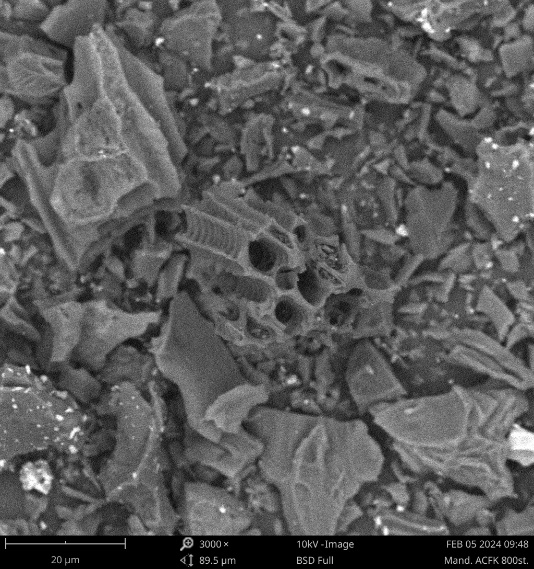 3000 × 10kV -Image FEB 05 2024 09:48
20 µm 89.5 µm BSD Full Mand. ACFK 800st.